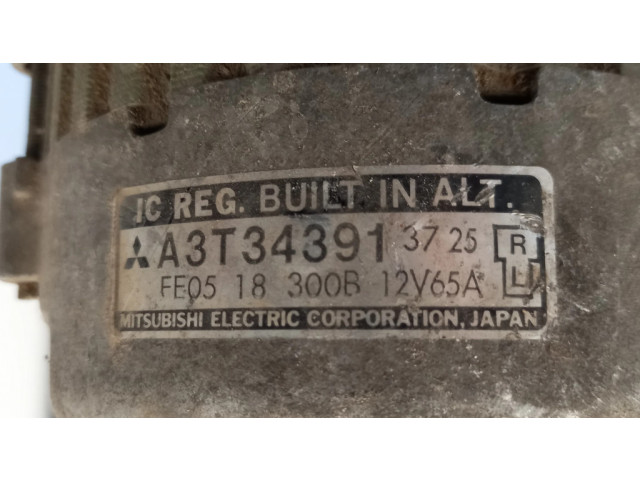 IC REG. BUILT IN ALT.
A3T34391 37 25 R
FE05 18 300B 12V65A L
MITSUBISHI ELECTRIC CORPORATION, JAPAN